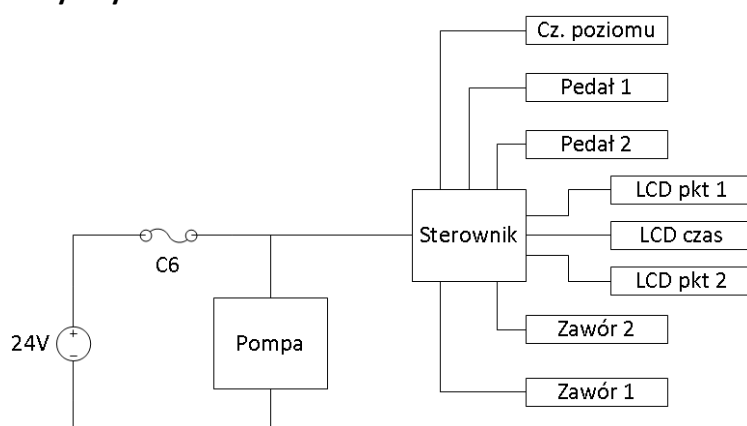 Cz. poziomu
Pedał 1
Pedał 2
LCD pkt 1
Sterownik
LCD czas
C6
LCD pkt 2
24V
+
−
Pompa
Zawór 2
Zawór 1